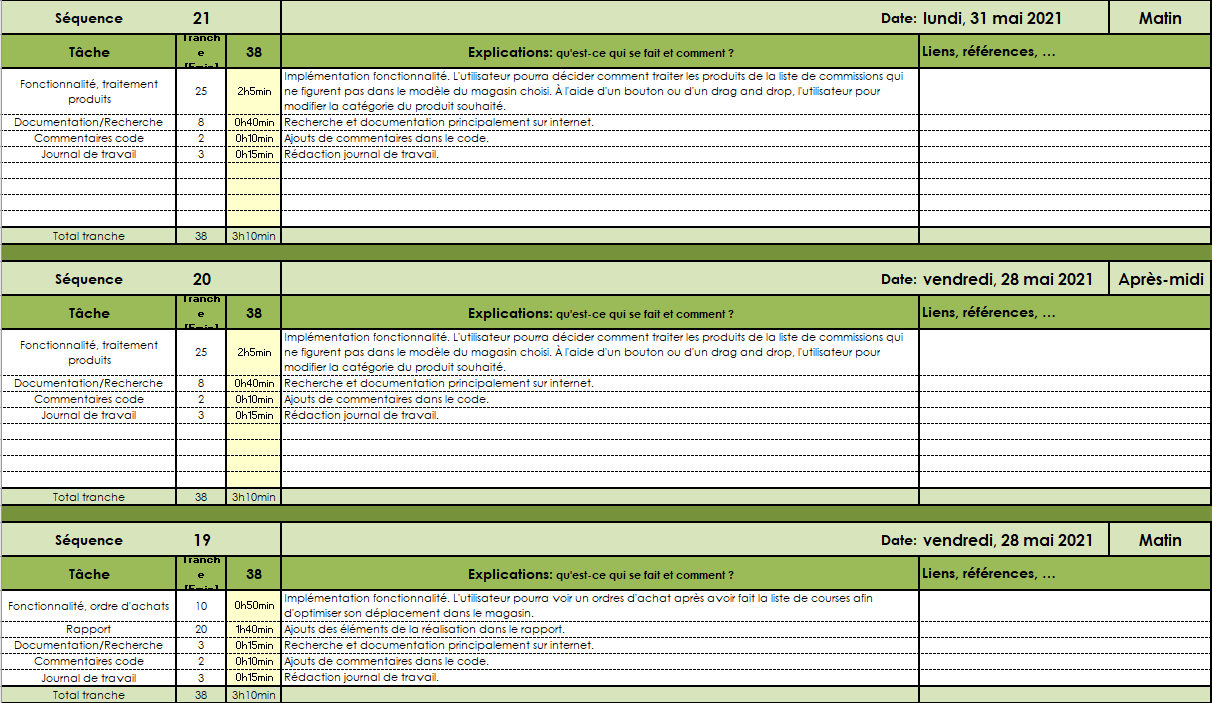 Séquence 21 Date: lundi, 31 mai 2021 Matin
Tâche Tranche [5min] 38 Explications: qu'est-ce qui se fait et comment ? Liens, références, ...
Fonctionnalité, traitement produits 25 2h5min Implémentation fonctionnalité. L'utilisateur pourra décider comment traiter les produits de la liste de commissions qui
ne figurent pas dans le modèle du magasin choisi. À l'aide d'un bouton ou d'un drag and drop, l'utilisateur pour
modifier la catégorie du produit souhaité.
Documentation/Recherche 8 0h40min Recherche et documentation principalement sur internet.
Commentaires code 2 0h10min Ajouts de commentaires dans le code.
Journal de travail 3 0h15min Rédaction journal de travail.
Total tranche 38 3h10min
Séquence 20 Date: vendredi, 28 mai 2021 Après-midi
Tâche Tranche [5min] 38 Explications: qu'est-ce qui se fait et comment ? Liens, références, ...
Fonctionnalité, traitement produits 25 2h5min Implémentation fonctionnalité. L'utilisateur pourra décider comment traiter les produits de la liste de commissions qui
ne figurent pas dans le modèle du magasin choisi. À l'aide d'un bouton ou d'un drag and drop, l'utilisateur pour
modifier la catégorie du produit souhaité.
Documentation/Recherche 8 0h40min Recherche et documentation principalement sur internet.
Commentaires code 2 0h10min Ajouts de commentaires dans le code.
Journal de travail 3 0h15min Rédaction journal de travail.
Total tranche 38 3h10min
Séquence 19 Date: vendredi, 28 mai 2021 Matin
Tâche Tranche [5min] 38 Explications: qu'est-ce qui se fait et comment ? Liens, références, ...
Fonctionnalité, ordre d'achats 10 0h50min Implémentation fonctionnalité. L'utilisateur pourra voir un ordres d'achat après avoir fait la liste de courses afin
d'optimiser son déplacement dans le magasin.
Rapport 20 1h40min Ajouts des éléments de la réalisation dans le rapport.
Documentation/Recherche 3 0h15min Recherche et documentation principalement sur internet.
Commentaires code 2 0h10min Ajouts de commentaires dans le code.
Journal de travail 3 0h15min Rédaction journal de travail.
Total tranche 38 3h10min